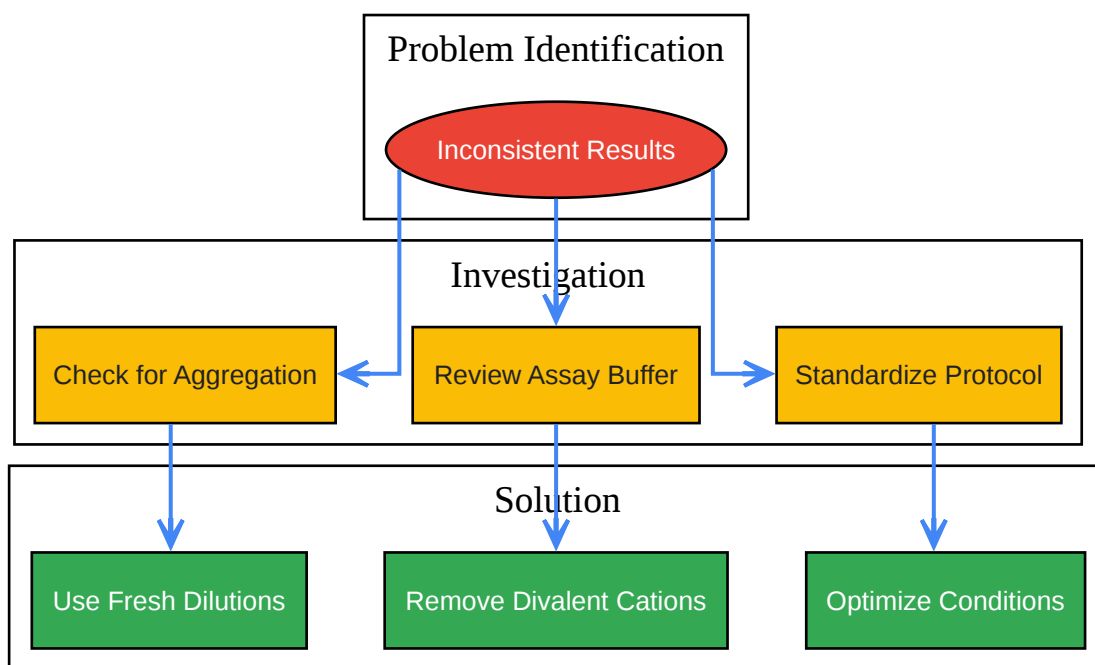 Problem Identification
Inconsistent Results
Investigation
Check for Aggregation
Review Assay Buffer
Standardize Protocol
Solution
Use Fresh Dilutions
Remove Divalent Cations
Optimize Conditions